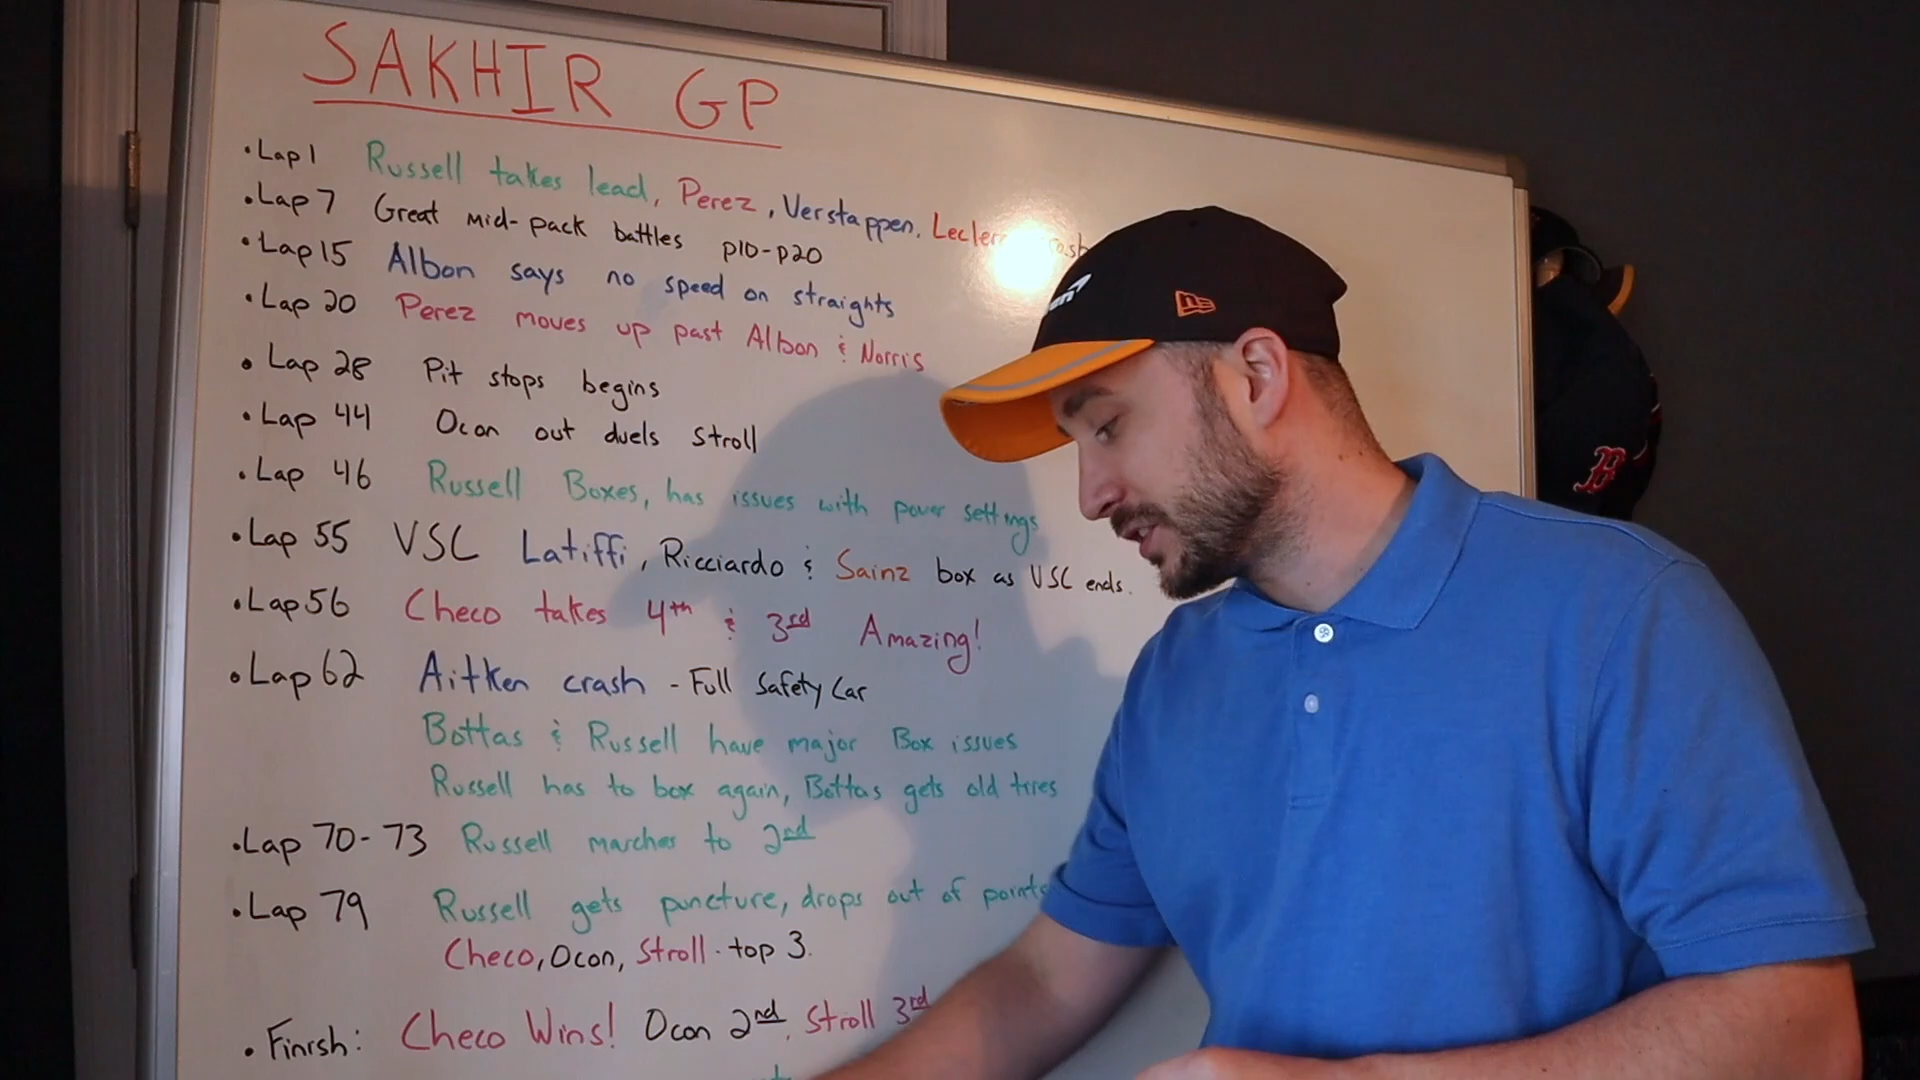 SAKHIR GP
• Lap 1 Russell takes lead, Perez, Verstappen, Lecler
• Lap 7 Great mid-pack battles p10-p20
• Lap 15 Albon says no speed on straights
• Lap 20 Perez moves up past Albon & Norris
• Lap 28 Pit stops begins
• Lap 44 Ocon out duels Stroll
• Lap 46 Russell Boxes, has issues with power settings
• Lap 55 VSC Latiffi, Ricciardo & Sainz box as VSC ends.
• Lap 56 Checo takes 4th & 3rd Amazing!
• Lap 62 Aitken crash - Full Safety Car
Bottas & Russell have major Box issues
Russell has to box again, Bottas gets old tires
• Lap 70-73 Russell marches to 2nd
• Lap 79 Russell gets puncture, drops out of points
Checo, Ocon, Stroll - top 3.
• Finish: Checo Wins! Ocon 2nd, Stroll 3rd
B